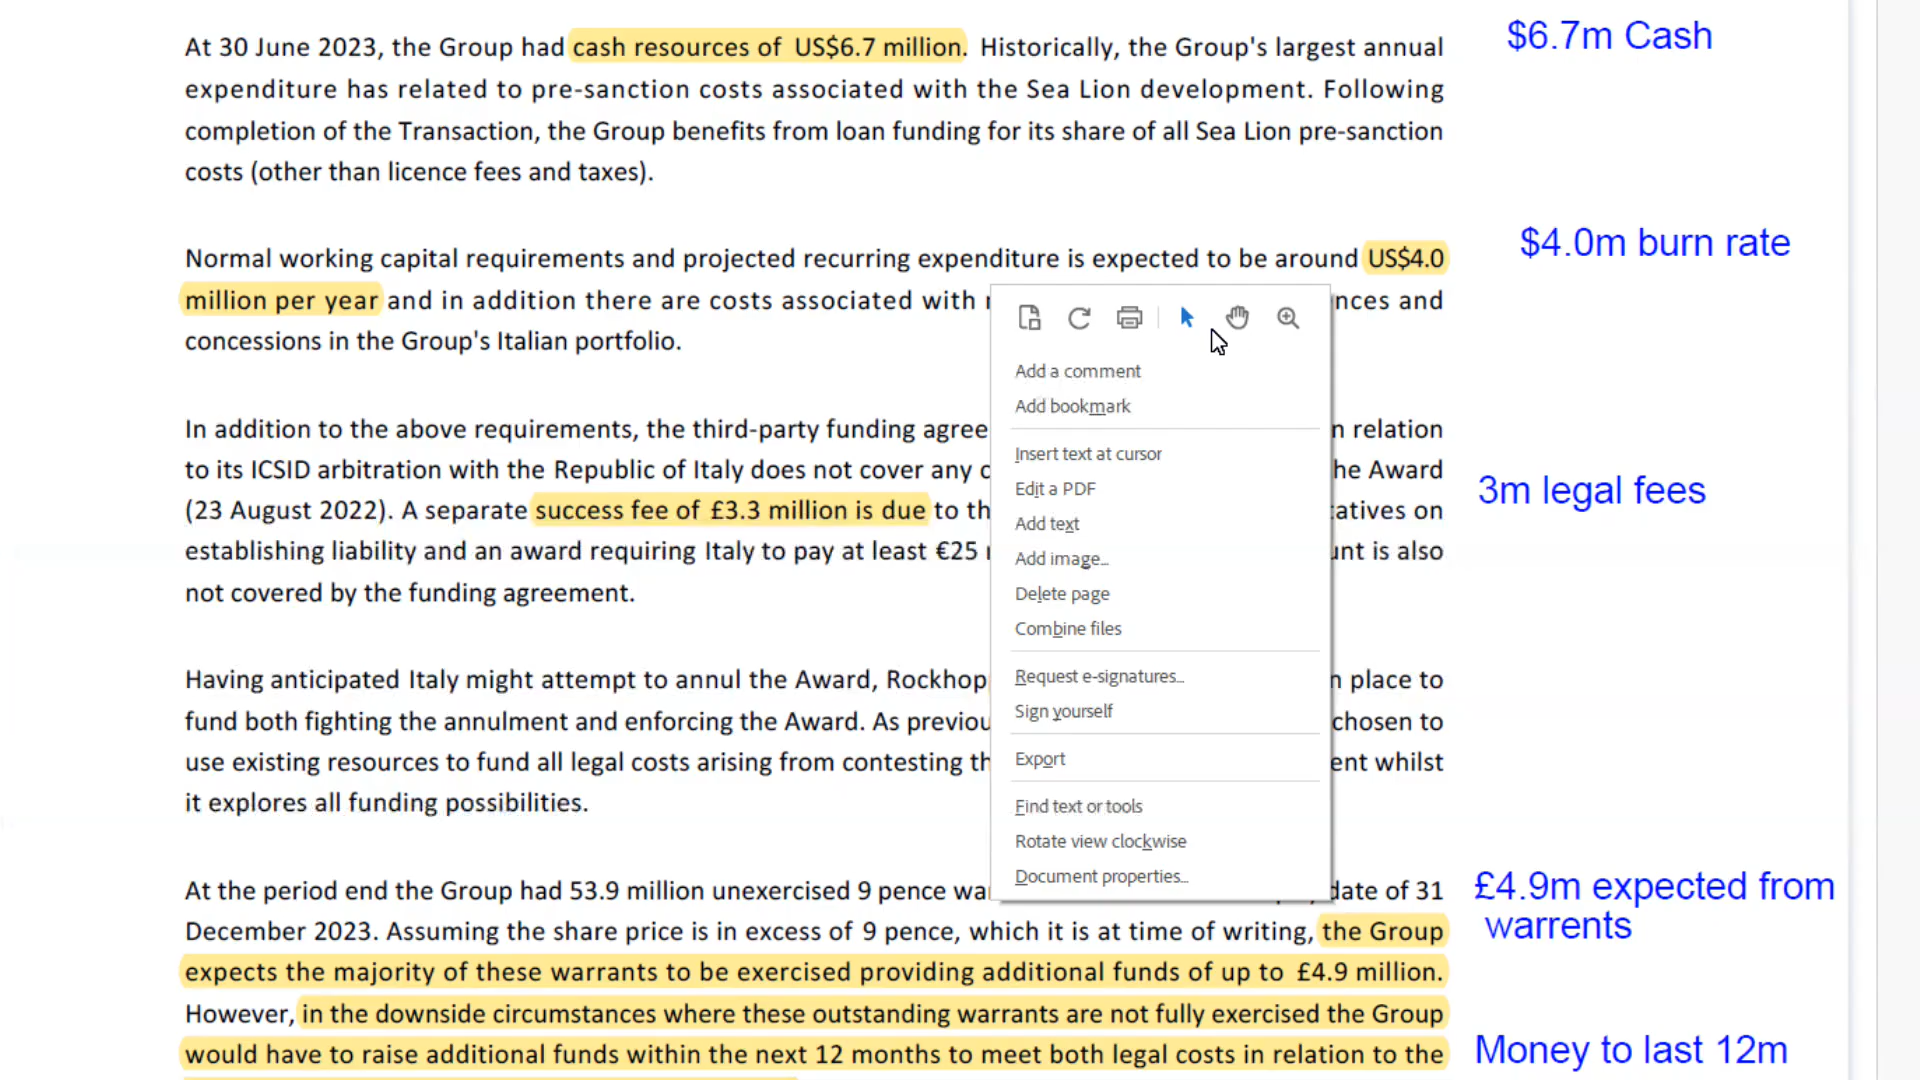 At 30 June 2023, the Group had cash resources of US$6.7 million. Historically, the Group's largest annual
expenditure has related to pre-sanction costs associated with the Sea Lion development. Following
completion of the Transaction, the Group benefits from loan funding for its share of all Sea Lion pre-sanction
costs (other than licence fees and taxes).
$6.7m Cash
Normal working capital requirements and projected recurring expenditure is expected to be around US$4.0
million per year and in addition there are costs associated with and
concessions in the Group's Italian portfolio.
$4.0m burn rate
In addition to the above requirements, the third-party funding relation
to its ICSID arbitration with the Republic of Italy does not cover any Award
(23 August 2022). A separate success fee of £3.3 million is due to on
establishing liability and an award requiring Italy to pay at least €25 is also
not covered by the funding agreement.
3m legal fees
Having anticipated Italy might attempt to annul the Award, place to
fund both fighting the annulment and enforcing the Award. As chosen to
use existing resources to fund all legal costs arising from contesting whilst
it explores all funding possibilities.
At the period end the Group had 53.9 million unexercised 9 pence date of 31
December 2023. Assuming the share price is in excess of 9 pence, which it is at time of writing, the Group
expects the majority of these warrants to be exercised providing additional funds of up to £4.9 million.
However, in the downside circumstances where these outstanding warrants are not fully exercised the Group
would have to raise additional funds within the next 12 months to meet both legal costs in relation to the
£4.9m expected from
warrents
Money to last 12m
Add a comment
Add bookmark
Insert text at cursor
Edit a PDF
Add text
Add image...
Delete page
Combine files
Request e-signatures...
Sign yourself
Export
Find text or tools
Rotate view clockwise
Document properties...